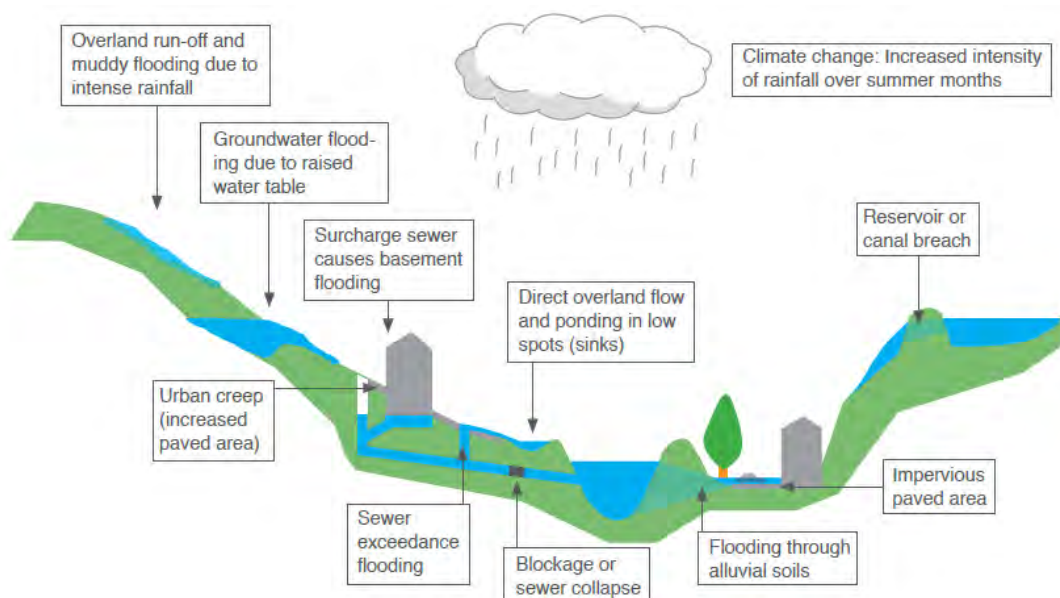 Overland run-off and
muddy flooding due to
intense rainfall
Climate change: Increased intensity
of rainfall over summer months
Groundwater flood-
ing due to raised
water table
Reservoir or
canal breach
Surcharge sewer
causes basement
flooding
Direct overland flow
and ponding in low
spots (sinks)
Urban creep
(increased
paved area)
Impervious
paved area
Sewer
exceedance
flooding
Blockage or
sewer collapse
Flooding through
alluvial soils